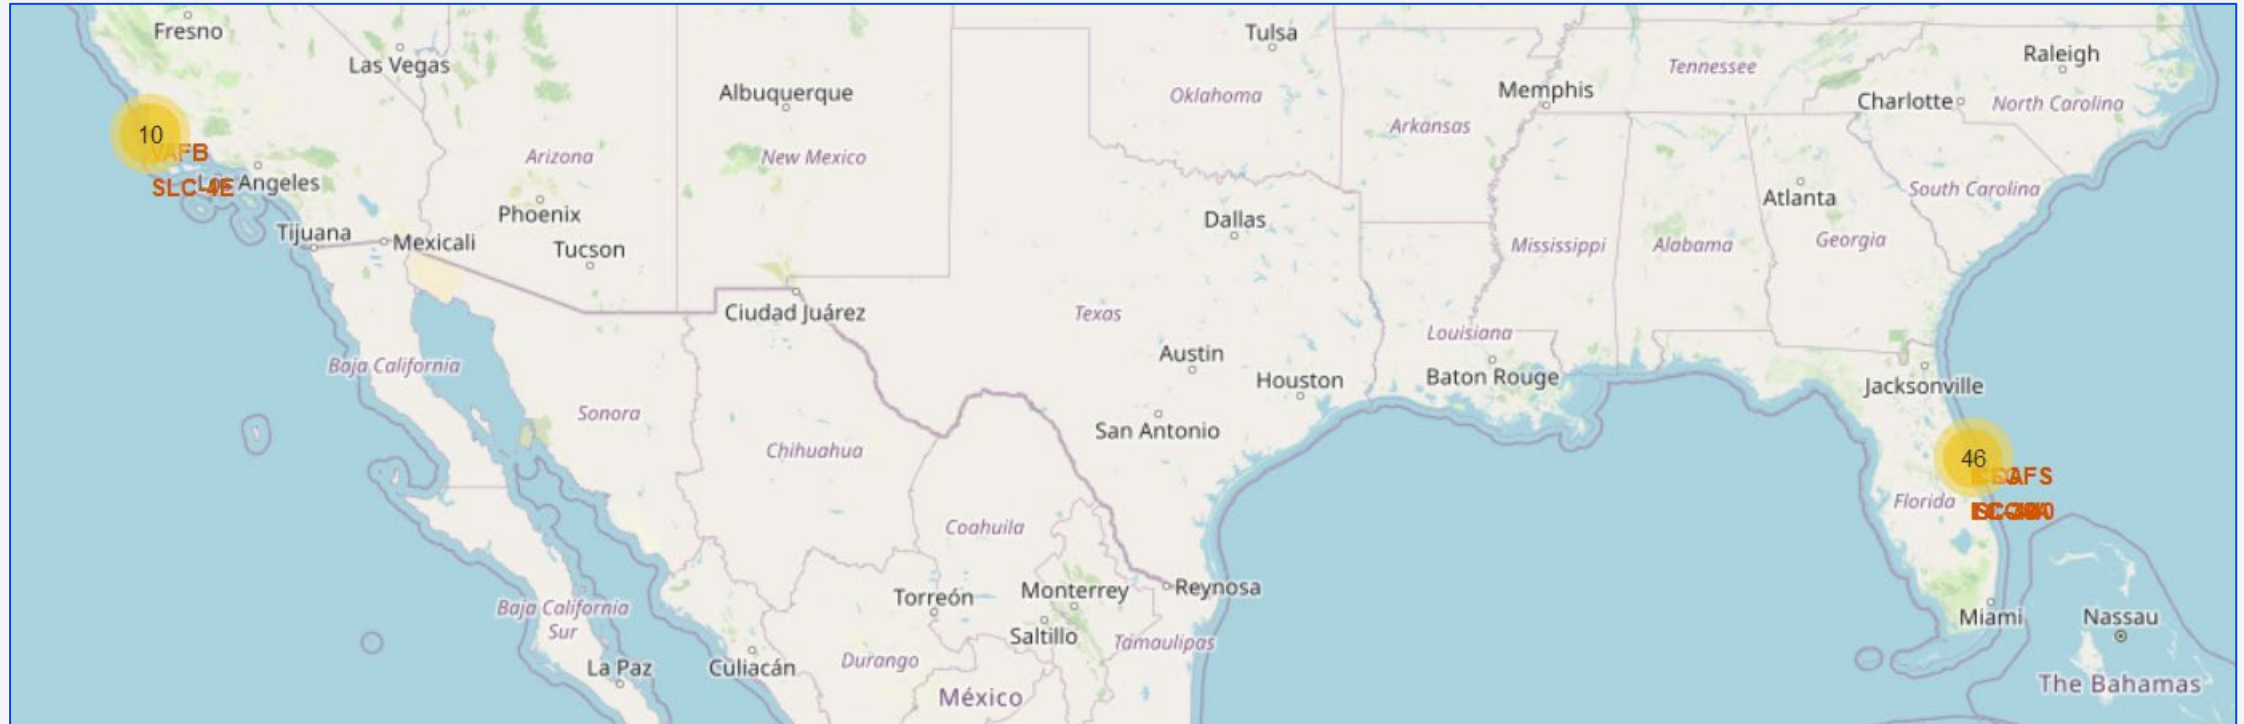 Fresno
Tulsa
Raleigh
Las Vegas
Tennessee
Albuquerque
Oklahoma
Memphis
Charlotte
North Carolina
10
Arkansas
VAFB
Arizona
New Mexico
SLC-4E
Los Angeles
South Carolina
Atlanta
Phoenix
Dallas
Tijuana
Mexicali
Tucson
Mississippi
Alabama
Georgia
Ciudad Juárez
Texas
Louisiana
Baja California
Austin
Houston
Baton Rouge
Jacksonville
Sonora
San Antonio
Chihuahua
46
Florida
Coahuila
Torreón
Monterrey
Reynosa
Baja California
Sur
Miami
Nassau
Saltillo
Tamaulipas
La Paz
Culiacán
Durango
México
The Bahamas